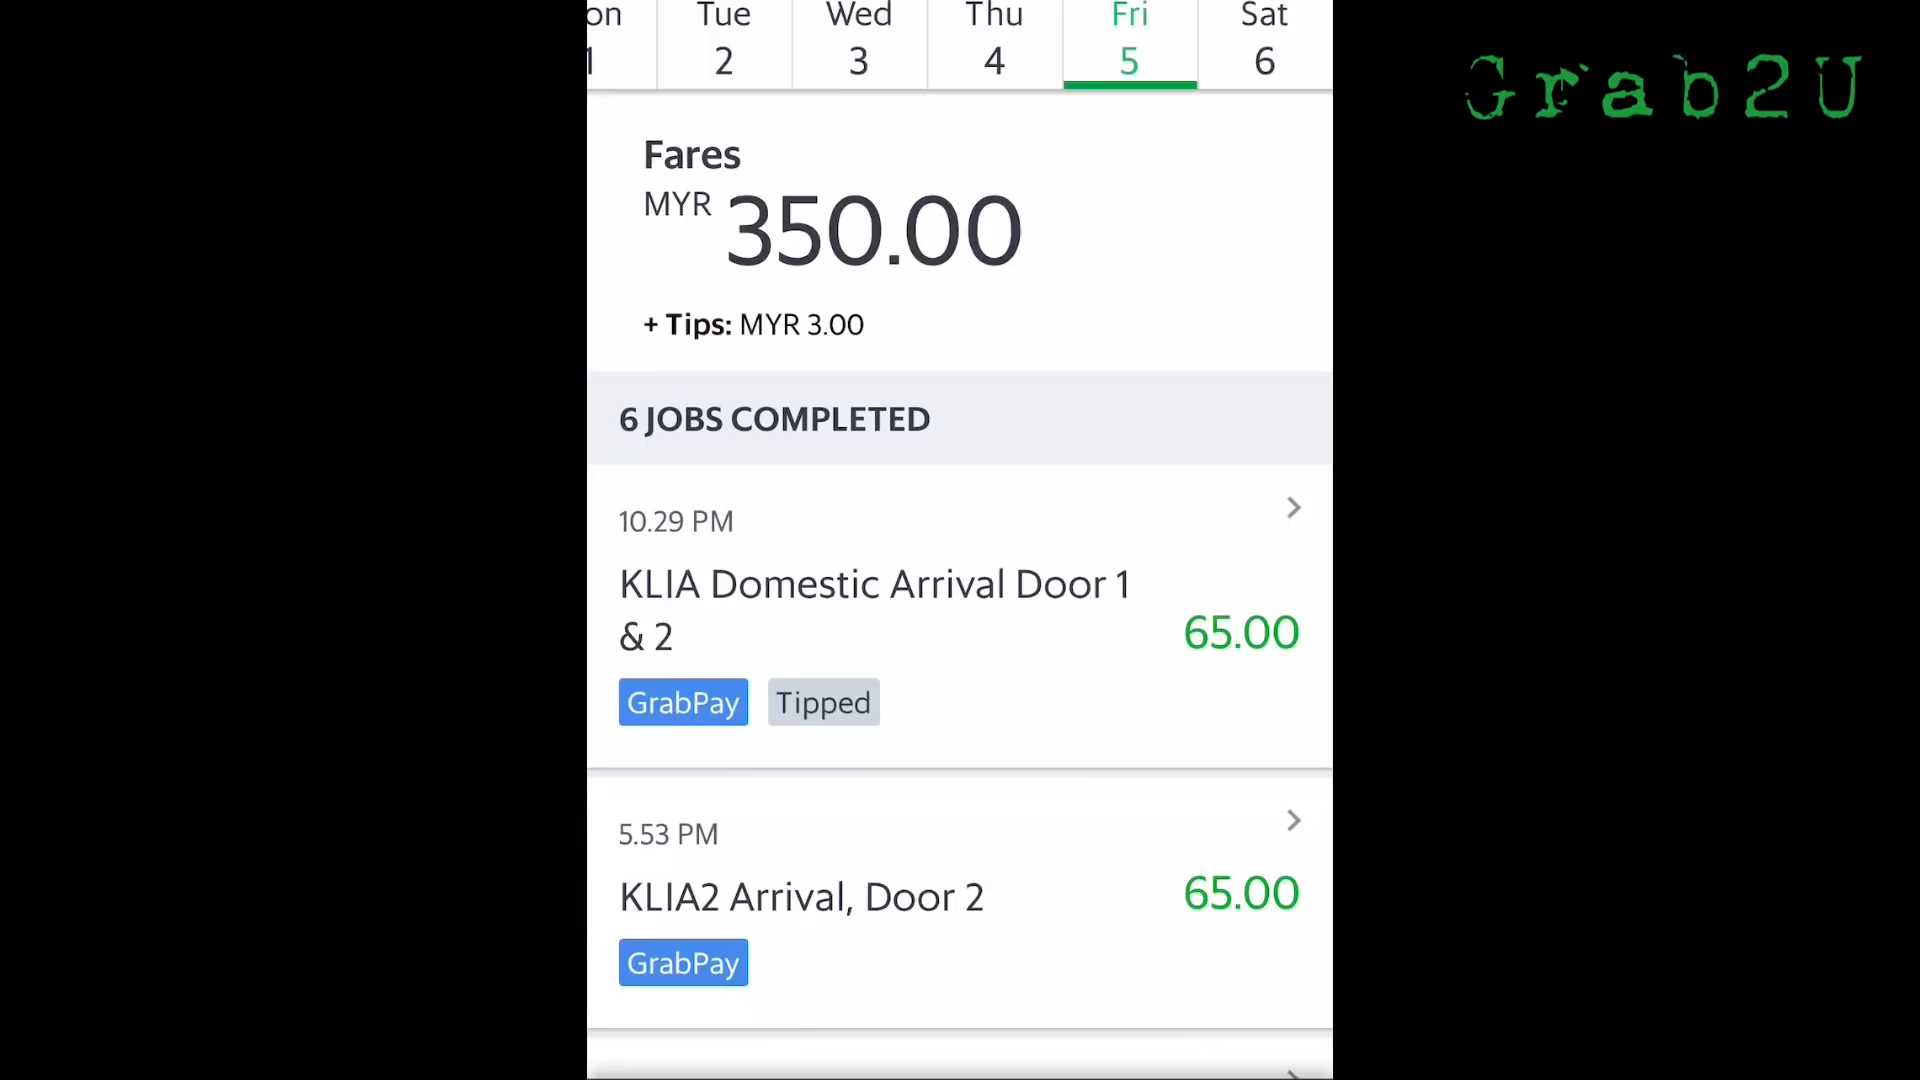 on Tue Wed Thu Fri Sat
1 2 3 4 5 6
Grab2U
Fares
MYR 350.00
+ Tips: MYR 3.00
6 JOBS COMPLETED
10.29 PM
KLIA Domestic Arrival Door 1
& 2
65.00
GrabPay Tipped
5.53 PM
KLIA2 Arrival, Door 2 65.00
GrabPay